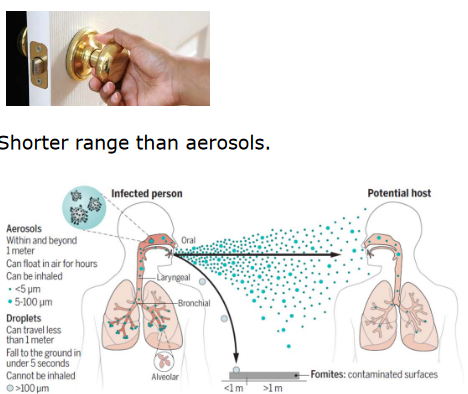 Shorter range than aerosols.
Infected person
Potential host
Aerosols
Within and beyond
1 meter
Can float in air for hours
Can be inhaled
• <5 µm
• 5-100 µm
Droplets
Can travel less
than 1 meter
Fall to the ground in
under 5 seconds
Cannot be inhaled
>100 µm
Oral
Laryngeal
Bronchial
Alveolar
Fomites: contaminated surfaces
<1 m
>1 m